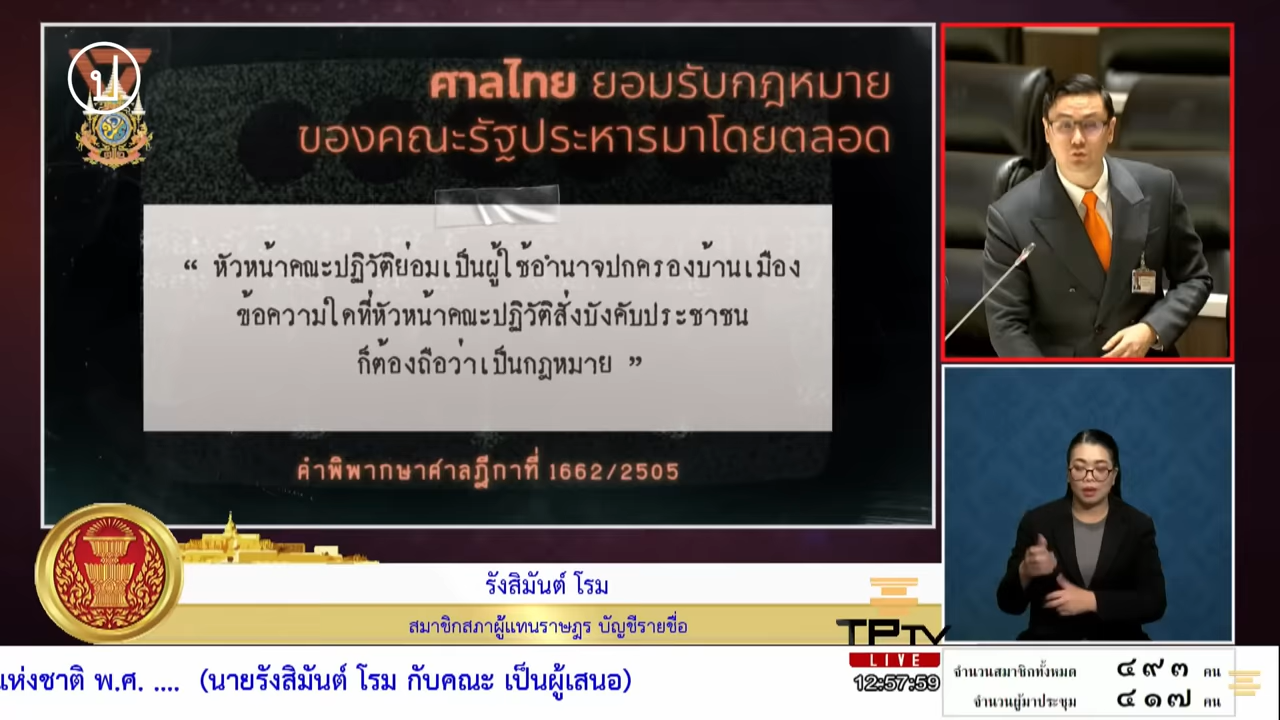 ป
ศาลไทย ยอมรับกฎหมาย
ของคณะรัฐประหารมาโดยตลอด
“ หัวหน้าคณะปฏิวัติย่อมเป็นผู้ใช้อำนาจปกครองบ้านเมือง
ข้อความใดที่หัวหน้าคณะปฏิวัติสั่งบังคับประชาชน
ก็ต้องถือว่าเป็นกฎหมาย ”
คำพิพากษาศาลฎีกาที่ 1662/2505
รังสิมันต์ โรม
สมาชิกสภาผู้แทนราษฎร บัญชีรายชื่อ
แห่งชาติ พ.ศ. .... (นายรังสิมันต์ โรม กับคณะ เป็นผู้เสนอ)
TPTV
LIVE
12:57:59
จำนวนสมาชิกทั้งหมด ๔๙๓ คน
จำนวนผู้มาประชุม ๔๑๗ คน